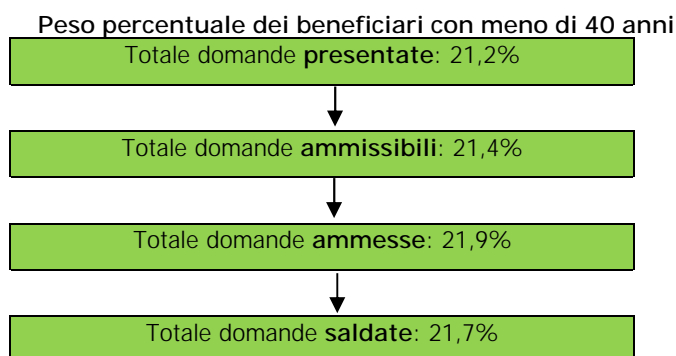 Peso percentuale dei beneficiari con meno di 40 anni
Totale domande presentate: 21,2%
Totale domande ammissibili: 21,4%
Totale domande ammesse: 21,9%
Totale domande saldate: 21,7%